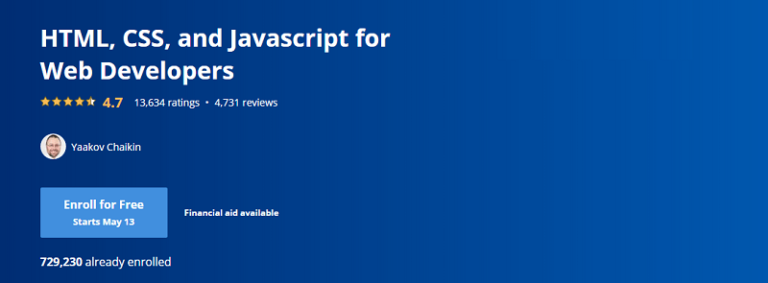 HTML, CSS, and Javascript for
Web Developers
4.7 13,634 ratings • 4,731 reviews
Yaakov Chaikin
Enroll for Free
Starts May 13
Financial aid available
729,230 already enrolled